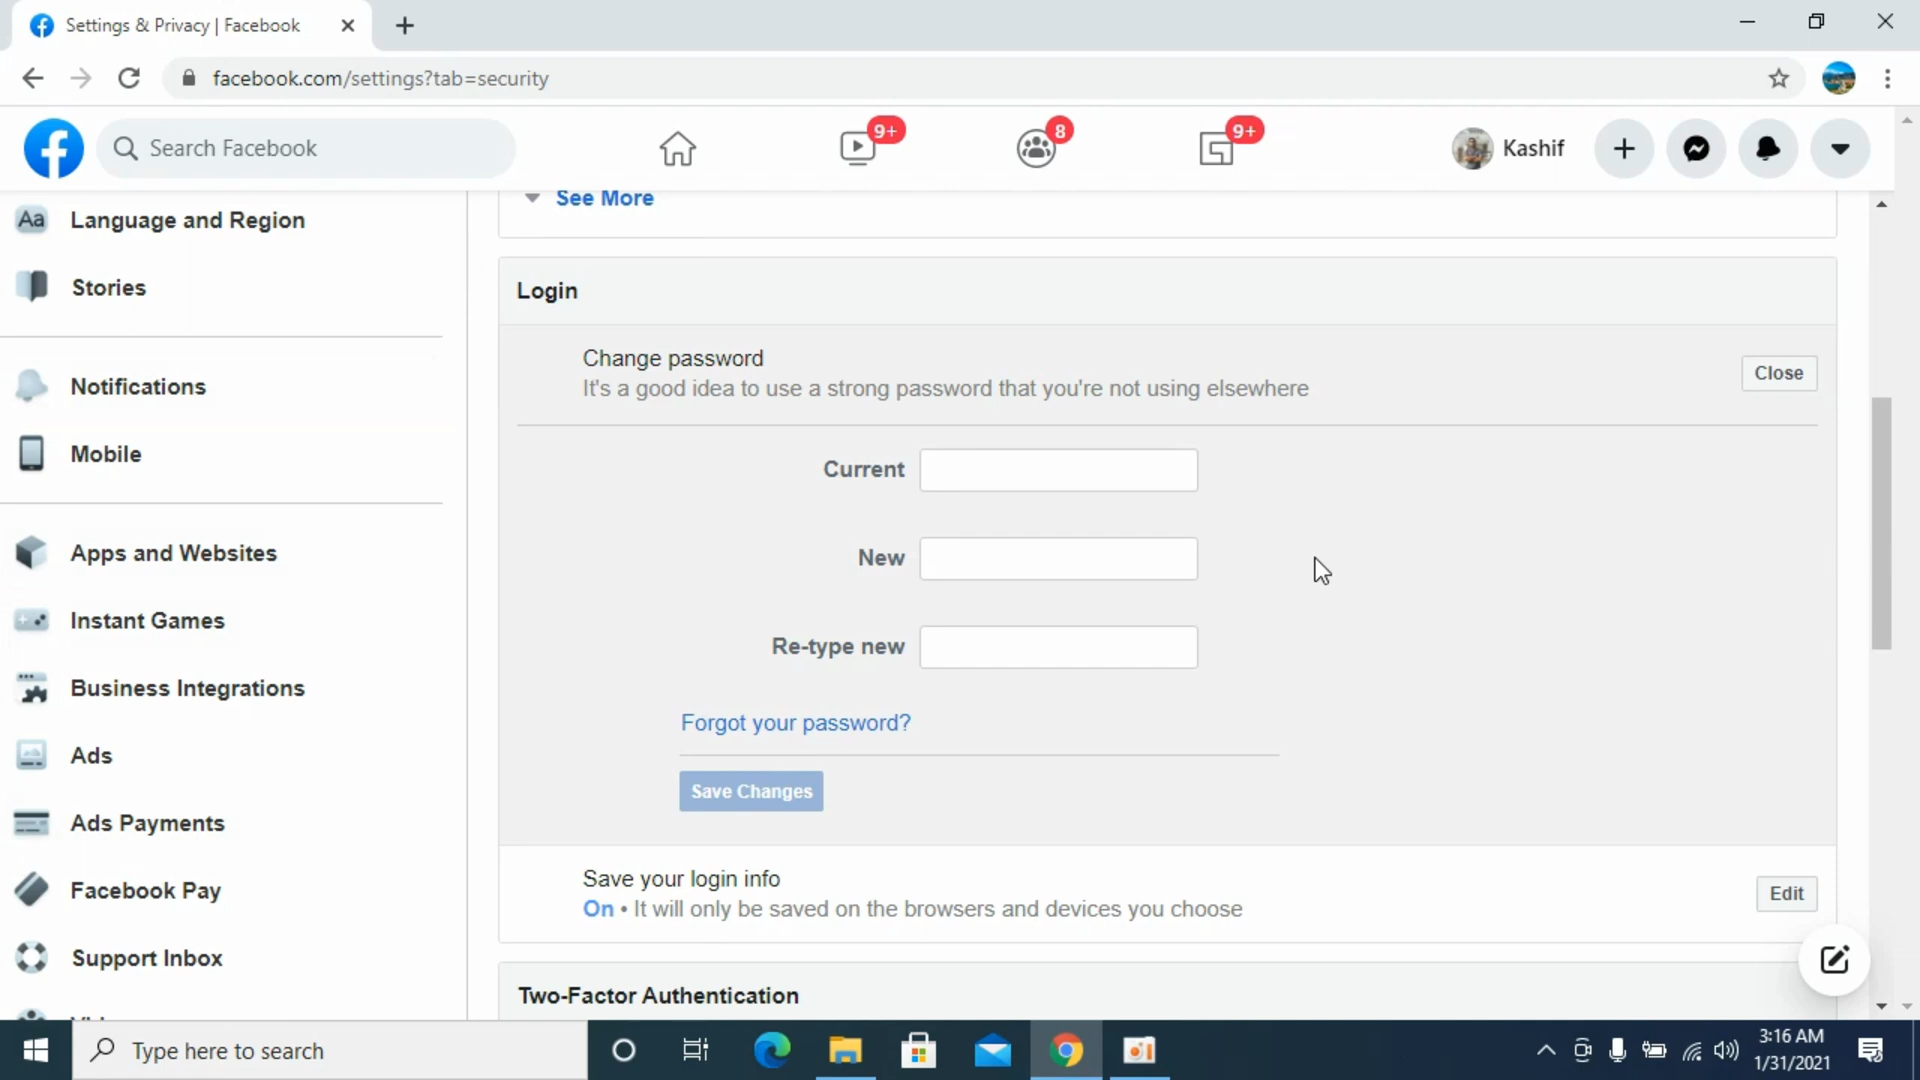 Settings & Privacy | Facebook
facebook.com/settings?tab=security
Search Facebook
9+
8
9+
Kashif
See More
Aa Language and Region
Stories
Notifications
Mobile
Apps and Websites
Instant Games
Business Integrations
Ads
Ads Payments
Facebook Pay
Support Inbox
Login
Change password
It's a good idea to use a strong password that you're not using elsewhere
Close
Current
New
Re-type new
Forgot your password?
Save Changes
Save your login info
On • It will only be saved on the browsers and devices you choose
Edit
Two-Factor Authentication
Type here to search
3:16 AM
1/31/2021